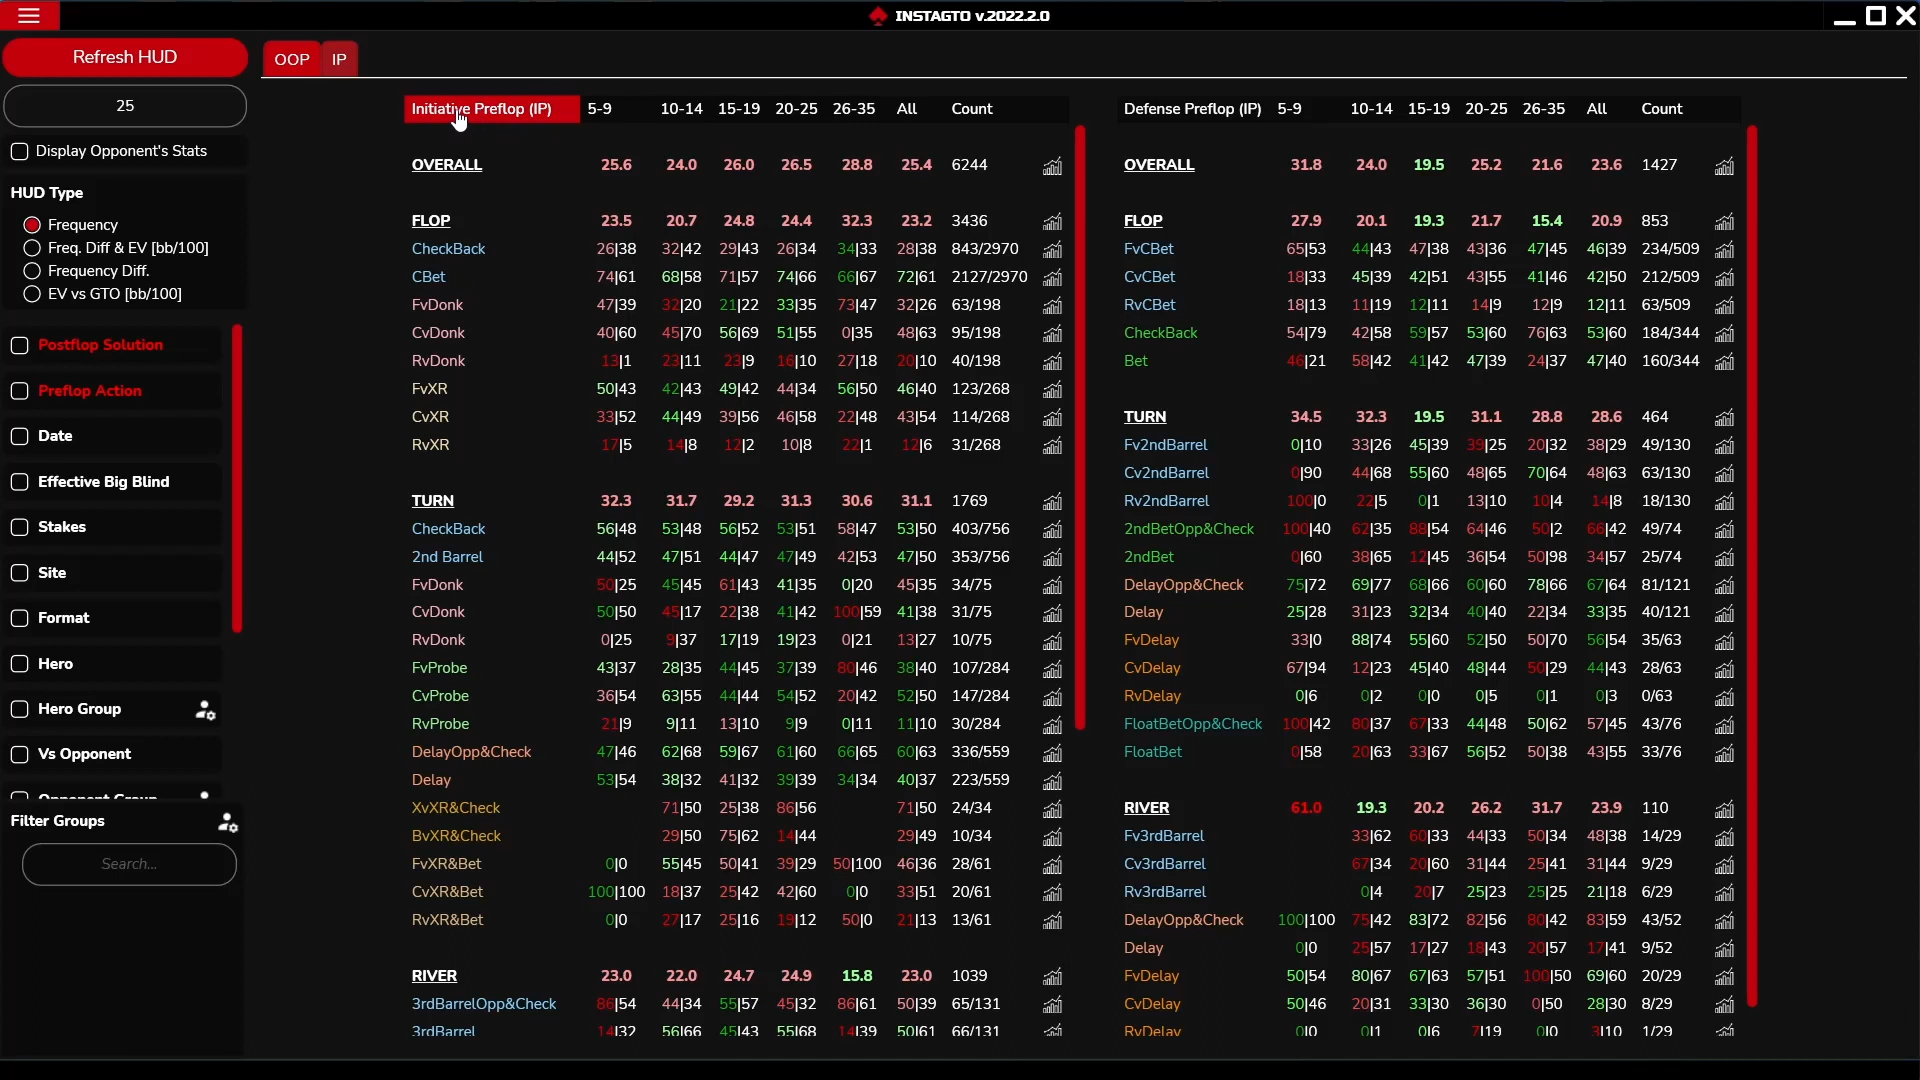 INSTAGTO v.2022.2.0
Refresh HUD
OOP IP
25
Display Opponent's Stats
HUD Type
Frequency
Freq. Diff & EV [bb/100]
Frequency Diff.
EV vs GTO [bb/100]
Postflop Solution
Preflop Action
Date
Effective Big Blind
Stakes
Site
Format
Hero
Hero Group
Vs Opponent
Opponent Group
Filter Groups
Search...
Initiative Preflop (IP) 5-9 10-14 15-19 20-25 26-35 All Count
OVERALL 25.6 24.0 26.0 26.5 28.8 25.4 6244
FLOP 23.5 20.7 24.8 24.4 32.3 23.2 3436
CheckBack 26|38 32|42 29|43 26|34 34|33 28|38 843/2970
CBet 74|61 68|58 71|57 74|66 66|67 72|61 2127/2970
FvDonk 47|39 32|20 21|22 33|35 73|47 32|26 63/198
CvDonk 40|60 45|70 56|69 51|55 0|35 48|63 95/198
RvDonk 13|1 23|11 23|9 16|10 27|18 20|10 40/198
FvXR 50|43 42|43 49|42 44|34 56|50 46|40 123/268
CvXR 33|52 44|49 39|56 46|58 22|48 43|54 114/268
RvXR 17|5 14|8 12|2 10|8 22|1 12|6 31/268
TURN 32.3 31.7 29.2 31.3 30.6 31.1 1769
CheckBack 56|48 53|48 56|52 53|51 58|47 53|50 403/756
2nd Barrel 44|52 47|51 44|47 47|49 42|53 47|50 353/756
FvDonk 50|25 45|45 61|43 41|35 0|20 45|35 34/75
CvDonk 50|50 45|17 22|38 41|42 100|59 41|38 31/75
RvDonk 0|25 9|37 17|19 19|23 0|21 13|27 10/75
FvProbe 43|37 28|35 44|45 37|39 80|46 38|40 107/284
CvProbe 36|54 63|55 44|44 54|52 20|42 52|50 147/284
RvProbe 21|9 9|11 13|10 9|9 0|11 11|10 30/284
DelayOpp&Check 47|46 62|68 59|67 61|60 66|65 60|63 336/559
Delay 53|54 38|32 41|32 39|39 34|34 40|37 223/559
XvXR&Check 71|50 25|38 86|56 71|50 24/34
BvXR&Check 29|50 75|62 14|44 29|49 10/34
FvXR&Bet 0|0 55|45 50|41 39|29 50|100 46|36 28/61
CvXR&Bet 100|100 18|37 25|42 42|60 0|0 33|51 20/61
RvXR&Bet 0|0 27|17 25|16 19|12 50|0 21|13 13/61
RIVER 23.0 22.0 24.7 24.9 15.8 23.0 1039
3rdBarrelOpp&Check 86|54 44|34 55|57 45|32 86|61 50|39 65/131
3rdBarrel 14|32 56|66 45|43 55|68 14|39 50|61 66/131
Defense Preflop (IP) 5-9 10-14 15-19 20-25 26-35 All Count
OVERALL 31.8 24.0 19.5 25.2 21.6 23.6 1427
FLOP 27.9 20.1 19.3 21.7 15.4 20.9 853
FvCBet 65|53 44|43 47|38 43|36 47|45 46|39 234/509
CvCBet 18|33 45|39 42|51 43|55 41|46 42|50 212/509
RvCBet 18|13 11|19 12|11 14|9 12|9 12|11 63/509
CheckBack 54|79 42|58 59|57 53|60 76|63 53|60 184/344
Bet 46|21 58|42 41|42 47|39 24|37 47|40 160/344
TURN 34.5 32.3 19.5 31.1 28.8 28.6 464
Fv2ndBarrel 0|10 33|26 45|39 39|25 20|32 38|29 49/130
Cv2ndBarrel 0|90 44|68 55|60 48|65 70|64 48|63 63/130
Rv2ndBarrel 100|0 22|5 0|1 13|10 10|4 14|8 18/130
2ndBetOpp&Check 100|40 62|35 88|54 64|46 50|2 66|42 49/74
2ndBet 0|60 38|65 12|45 36|54 50|98 34|57 25/74
DelayOpp&Check 75|72 69|77 68|66 60|60 78|66 67|64 81/121
Delay 25|28 31|23 32|34 40|40 22|34 33|35 40/121
FvDelay 33|0 88|74 55|60 52|50 50|70 56|54 35/63
CvDelay 67|94 12|23 45|40 48|44 50|29 44|43 28/63
RvDelay 0|6 0|2 0|0 0|5 0|1 0|3 0/63
FloatBetOpp&Check 100|42 80|37 67|33 44|48 50|62 57|45 43/76
FloatBet 0|58 20|63 33|67 56|52 50|38 43|55 33/76
RIVER 61.0 19.3 20.2 26.2 31.7 23.9 110
Fv3rdBarrel 33|62 60|33 44|33 50|34 48|38 14/29
Cv3rdBarrel 67|34 20|60 31|44 25|41 31|44 9/29
Rv3rdBarrel 0|4 20|7 25|23 25|25 21|18 6/29
DelayOpp&Check 100|100 75|42 83|72 82|56 80|42 83|59 43/52
Delay 0|0 25|57 17|27 18|43 20|57 17|41 9/52
FvDelay 50|54 80|67 67|63 57|51 100|50 69|60 20/29
CvDelay 50|46 20|31 33|30 36|30 0|50 28|30 8/29
RvDelay 0|0 0|1 0|6 7|19 0|0 3|10 1/29